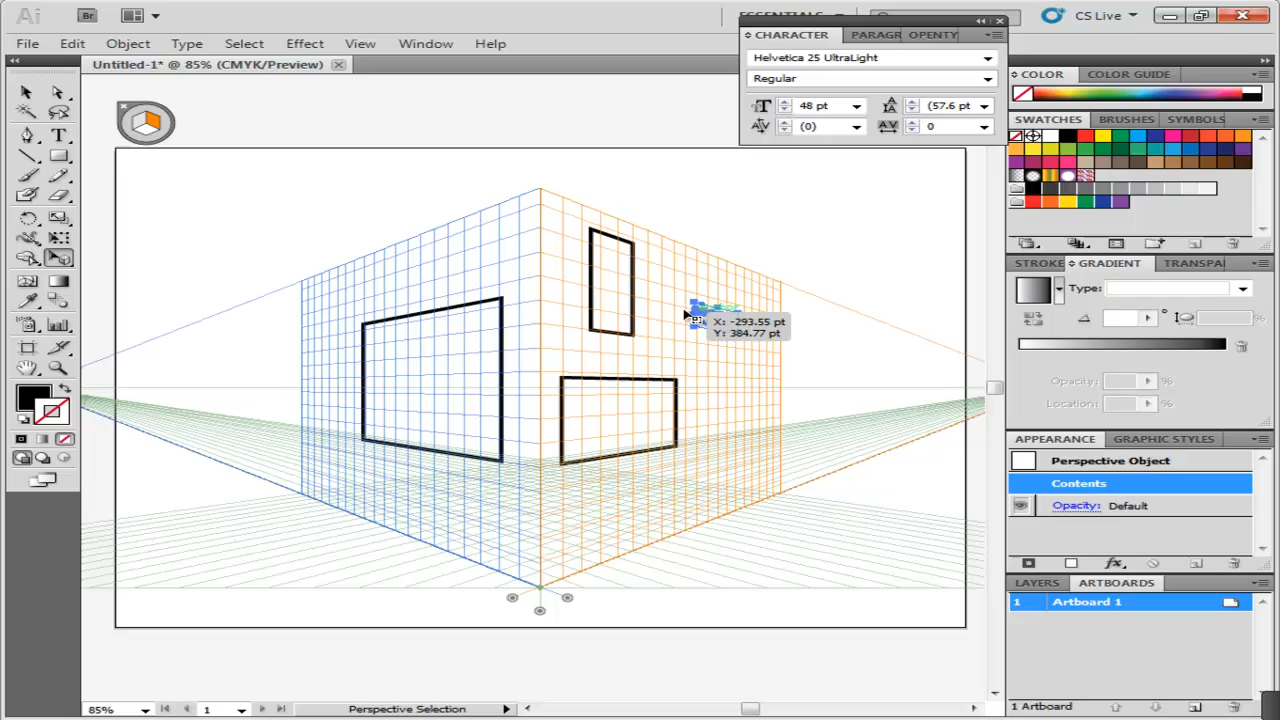 Ai
Br
ESSENTIALS
CS Live
File Edit Object Type Select Effect View Window Help
Untitled-1* @ 85% (CMYK/Preview)
CHARACTER PARAGR OPENTY
Helvetica 25 UltraLight
Regular
48 pt (57.6 pt
(0) 0
COLOR COLOR GUIDE
SWATCHES BRUSHES SYMBOLS
STROKE GRADIENT TRANSPA
Type:
°
%
Opacity: %
Location: %
X: -293.55 pt
Y: 384.77 pt
APPEARANCE GRAPHIC STYLES
Perspective Object
Contents
Opacity: Default
fx
LAYERS ARTBOARDS
1 Artboard 1
1 Artboard
85% 1 Perspective Selection